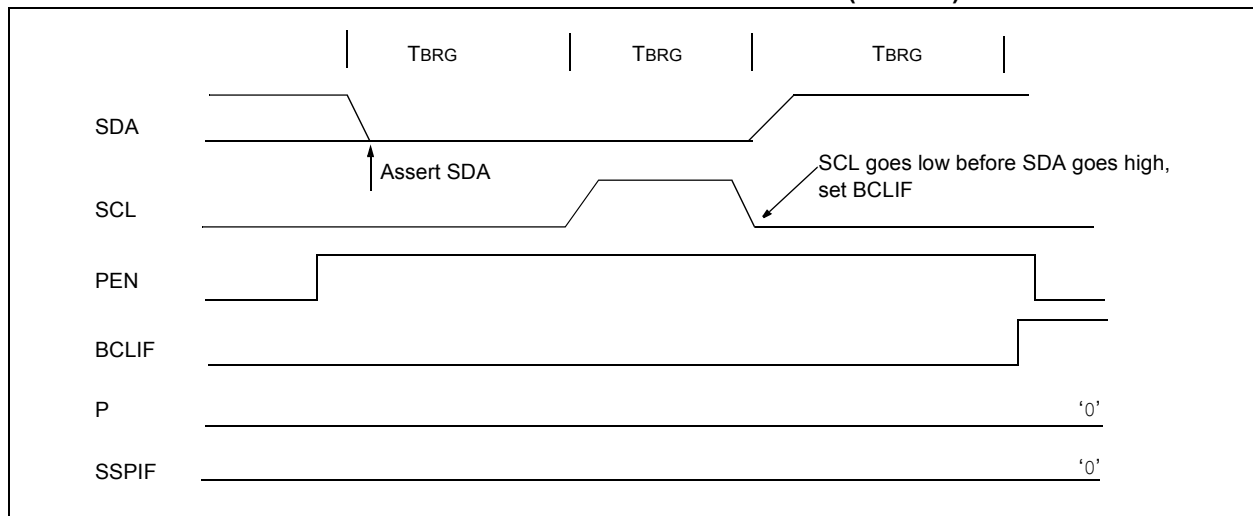 TBRG TBRG TBRG
SDA
Assert SDA
SCL goes low before SDA goes high,
set BCLIF
SCL
PEN
BCLIF
P ‘0’
SSPIF ‘0’